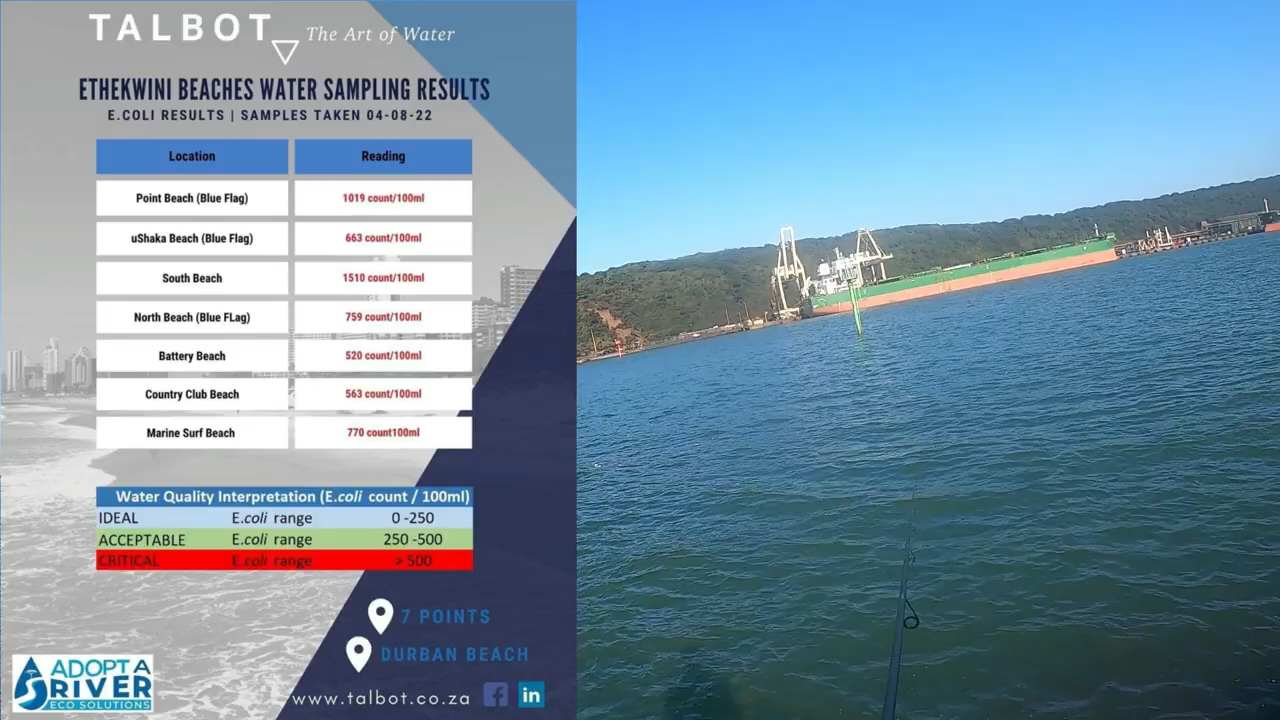 TALBOT The Art of Water
ETHEKWINI BEACHES WATER SAMPLING RESULTS
E.COLI RESULTS | SAMPLES TAKEN 04-08-22
Location Reading
Point Beach (Blue Flag) 1019 count/100ml
uShaka Beach (Blue Flag) 663 count/100ml
South Beach 1510 count/100ml
North Beach (Blue FLag) 759 count/100ml
Battery Beach 520 count/100ml
Country Club Beach 563 count/100ml
Marine Surf Beach 770 count100ml
Water Quality Interpretation (E.coli count / 100ml)
IDEAL E.coli range 0 -250
ACCEPTABLE E.coli range 250 -500
CRITICAL E.coli range > 500
7 POINTS
DURBAN BEACH
ADOPT A
RIVER
ECO SOLUTIONS
www.talbot.co.za f in